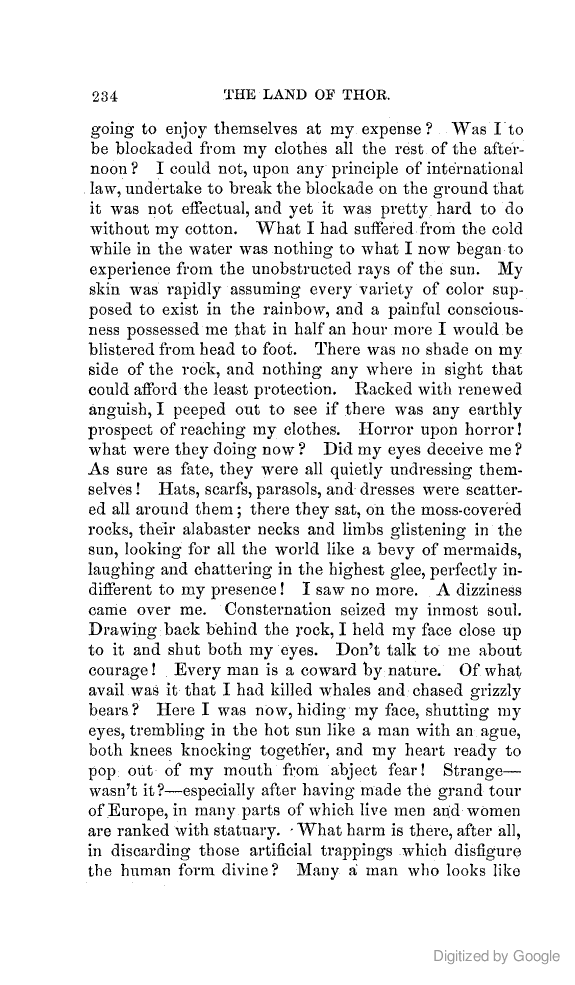 234 THE LAND OF THOR.
going to enjoy themselves at my expense? Was I to
be blockaded from my clothes all the rest of the after-
noon? I could not, upon any principle of international
law, undertake to break the blockade on the ground that
it was not effectual, and yet it was pretty hard to do
without my cotton. What I had suffered from the cold
while in the water was nothing to what I now began to
experience from the unobstructed rays of the sun. My
skin was rapidly assuming every variety of color sup-
posed to exist in the rainbow, and a painful conscious-
ness possessed me that in half an hour more I would be
blistered from head to foot. There was no shade on my
side of the rock, and nothing any where in sight that
could afford the least protection. Racked with renewed
anguish, I peeped out to see if there was any earthly
prospect of reaching my clothes. Horror upon horror!
what were they doing now? Did my eyes deceive me?
As sure as fate, they were all quietly undressing them-
selves! Hats, scarfs, parasols, and dresses were scatter-
ed all around them; there they sat, on the moss-covered
rocks, their alabaster necks and limbs glistening in the
sun, looking for all the world like a bevy of mermaids,
laughing and chattering in the highest glee, perfectly in-
different to my presence! I saw no more. A dizziness
came over me. Consternation seized my inmost soul.
Drawing back behind the rock, I held my face close up
to it and shut both my eyes. Don't talk to me about
courage! Every man is a coward by nature. Of what
avail was it that I had killed whales and chased grizzly
bears? Here I was now, hiding my face, shutting my
eyes, trembling in the hot sun like a man with an ague,
both knees knocking together, and my heart ready to
pop out of my mouth from abject fear! Strange—
wasn't it?—especially after having made the grand tour
of Europe, in many parts of which live men and women
are ranked with statuary. What harm is there, after all,
in discarding those artificial trappings which disfigure
the human form divine? Many a man who looks like
Digitized by Google